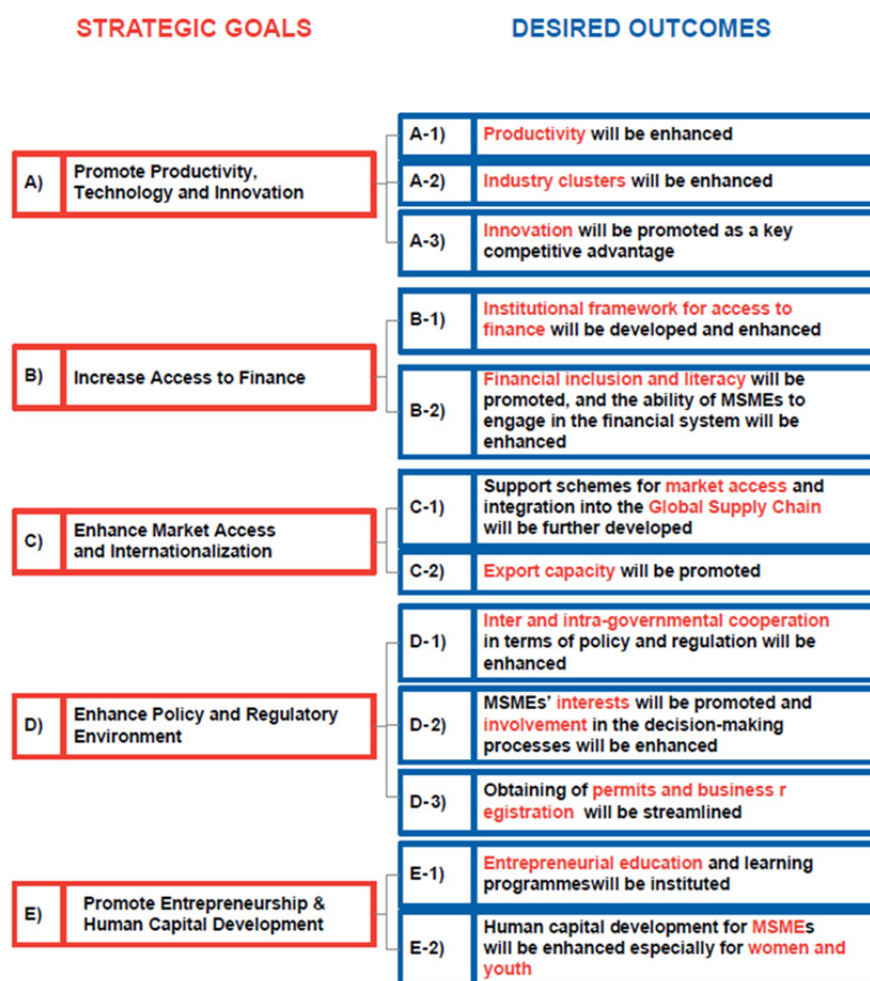 STRATEGIC GOALS
DESIRED OUTCOMES
A)
Promote Productivity,
Technology and Innovation
A-1)
Productivity will be enhanced
A-2)
Industry clusters will be enhanced
A-3)
Innovation will be promoted as a key
competitive advantage
B)
Increase Access to Finance
B-1)
Institutional framework for access to
finance will be developed and enhanced
B-2)
Financial inclusion and literacy will be
promoted, and the ability of MSMEs to
engage in the financial system will be
enhanced
C)
Enhance Market Access
and Internationalization
C-1)
Support schemes for market access and
integration into the Global Supply Chain
will be further developed
C-2)
Export capacity will be promoted
D)
Enhance Policy and Regulatory
Environment
D-1)
Inter and intra-governmental cooperation
in terms of policy and regulation will be
enhanced
D-2)
MSMEs’ interests will be promoted and
involvement in the decision-making
processes will be enhanced
D-3)
Obtaining of permits and business r
egistration will be streamlined
E)
Promote Entrepreneurship &
Human Capital Development
E-1)
Entrepreneurial education and learning
programmeswill be instituted
E-2)
Human capital development for MSMEs
will be enhanced especially for women and
youth